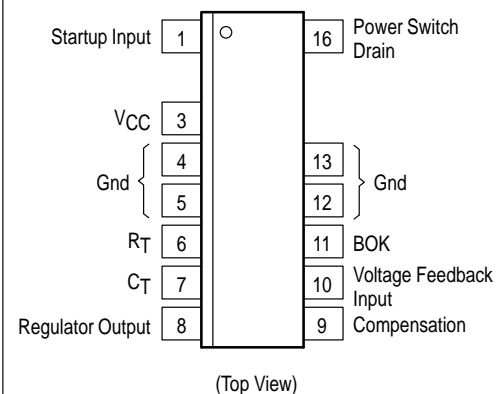 Startup Input 1 16 Power Switch
Drain
VCC 3
4 13
Gnd Gnd
5 12
RT 6 11 BOK
CT 7 10 Voltage Feedback
Input
Regulator Output 8 9 Compensation
(Top View)